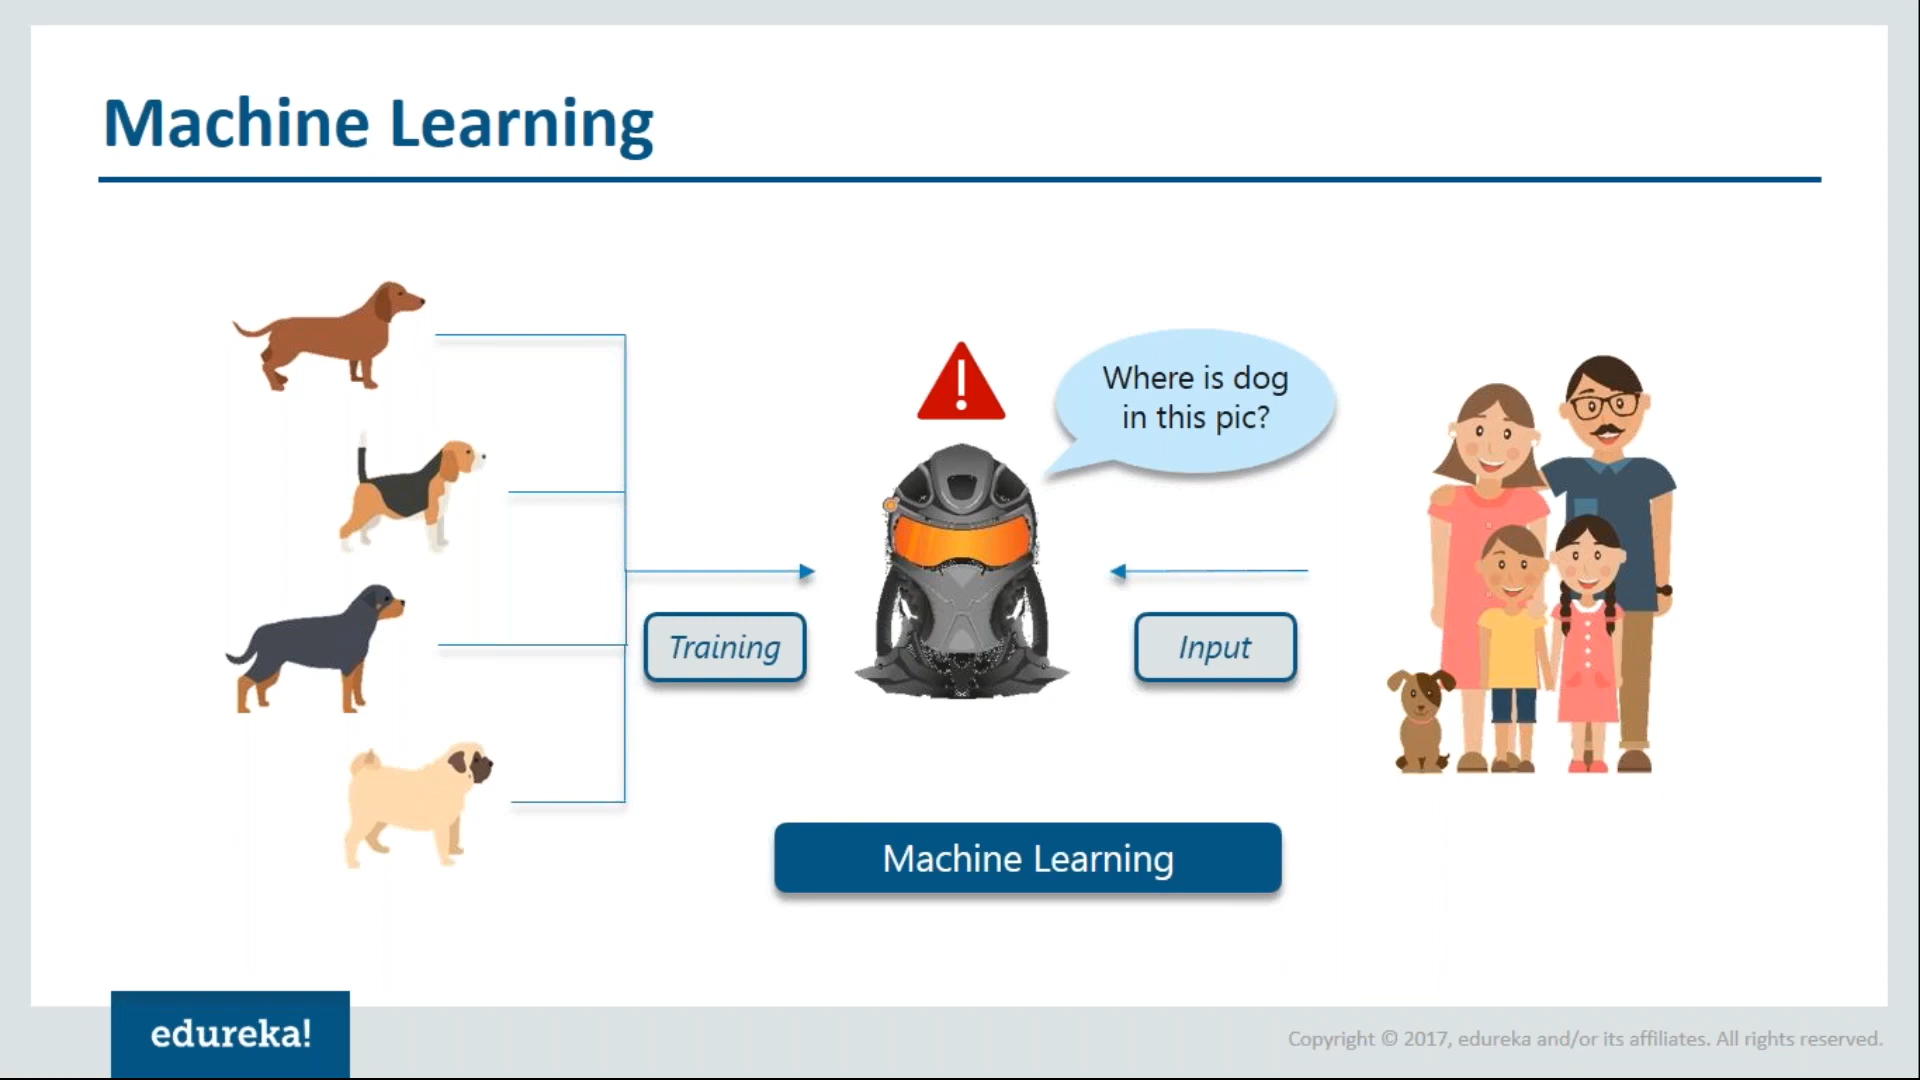 Machine Learning
Where is dog
in this pic?
Training
Input
Machine Learning
edureka!
Copyright © 2017, edureka and/or its affiliates. All rights reserved.